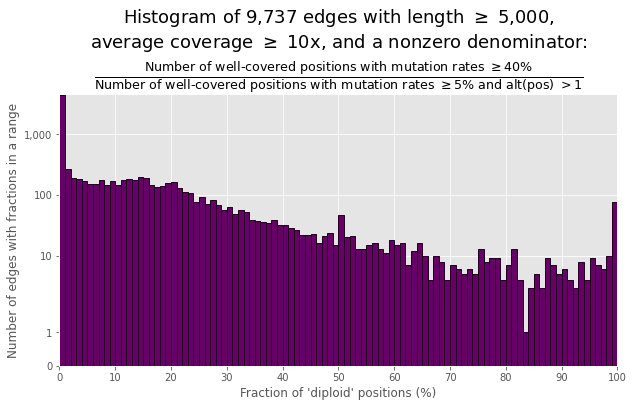 Histogram of 9,737 edges with length ≥ 5,000,
average coverage ≥ 10x, and a nonzero denominator:
Number of well-covered positions with mutation rates ≥40%
Number of well-covered positions with mutation rates ≥5% and alt(pos) >1
Number of edges with fractions in a range
1,000
100
10
1
0
0 10 20 30 40 50 60 70 80 90 100
Fraction of 'diploid' positions (%)